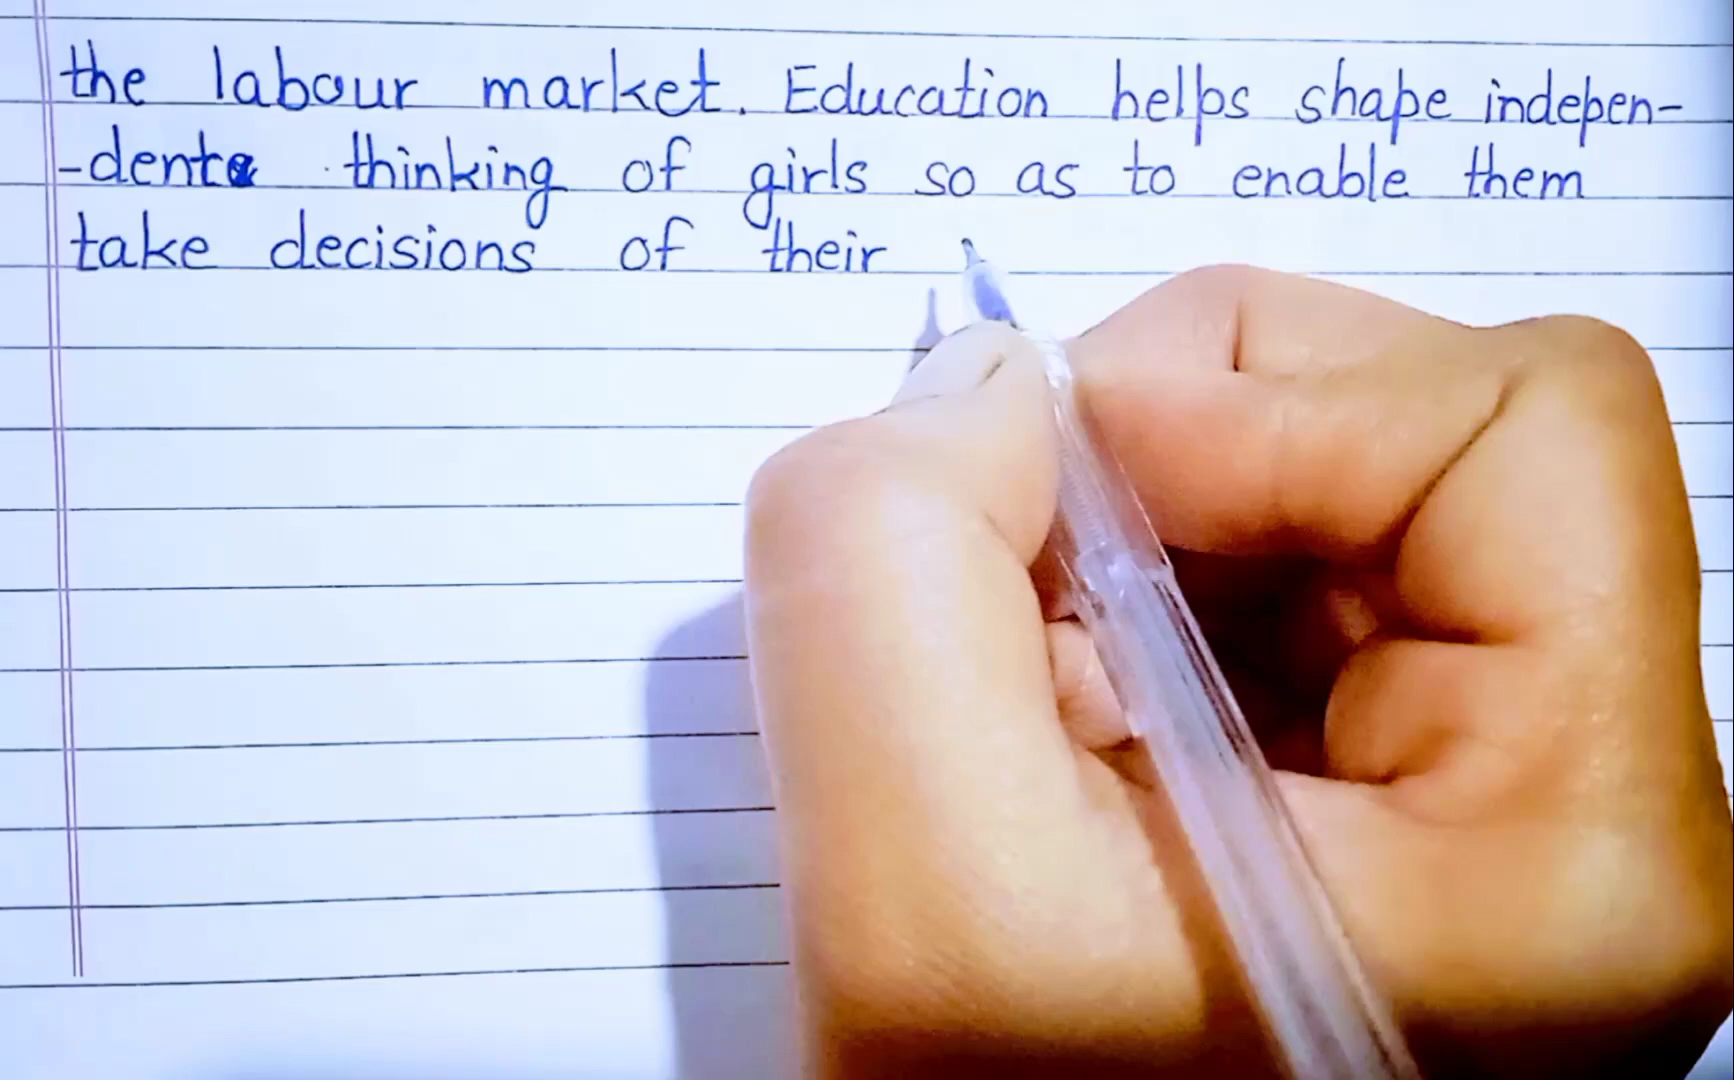 the labour market. Education helps shape indepen-
-dent thinking of girls so as to enable them
take decisions of their